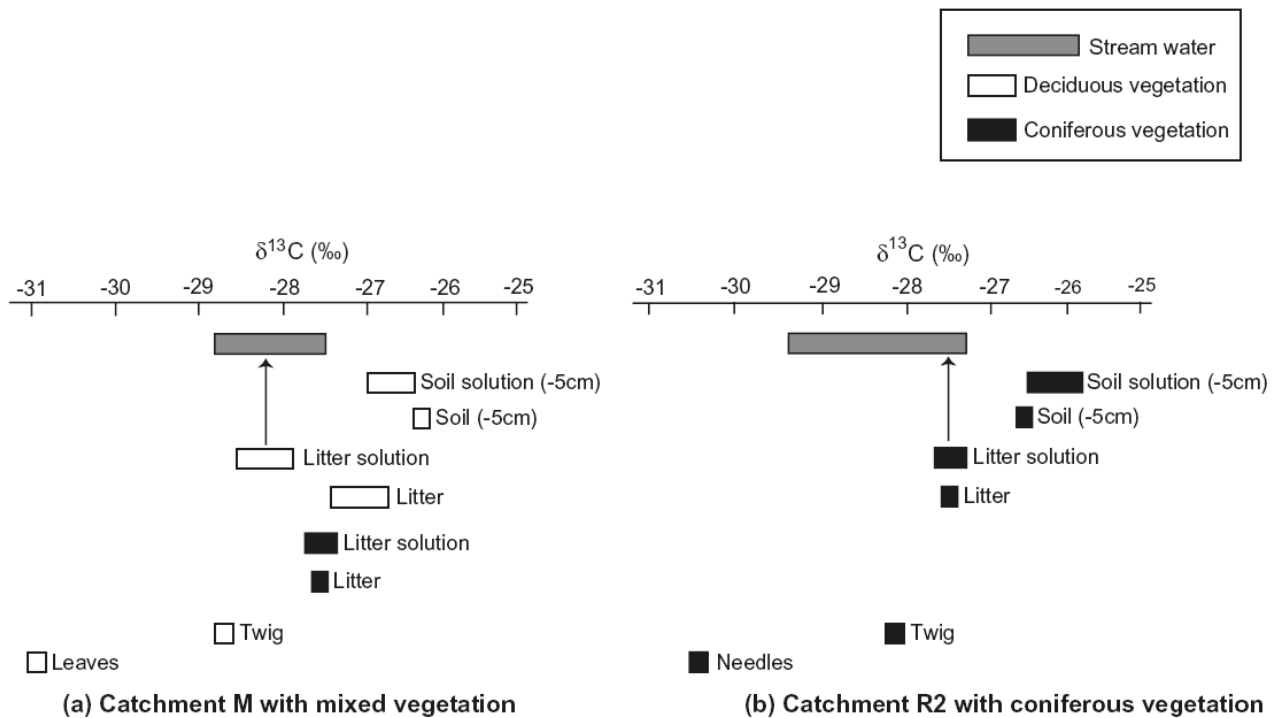 Stream water
Deciduous vegetation
Coniferous vegetation
δ13C (‰)
-31 -30 -29 -28 -27 -26 -25
Soil solution (-5cm)
Soil (-5cm)
Litter solution
Litter
Litter solution
Litter
Twig
Leaves
(a) Catchment M with mixed vegetation
δ13C (‰)
-31 -30 -29 -28 -27 -26 -25
Soil solution (-5cm)
Soil (-5cm)
Litter solution
Litter
Twig
Needles
(b) Catchment R2 with coniferous vegetation